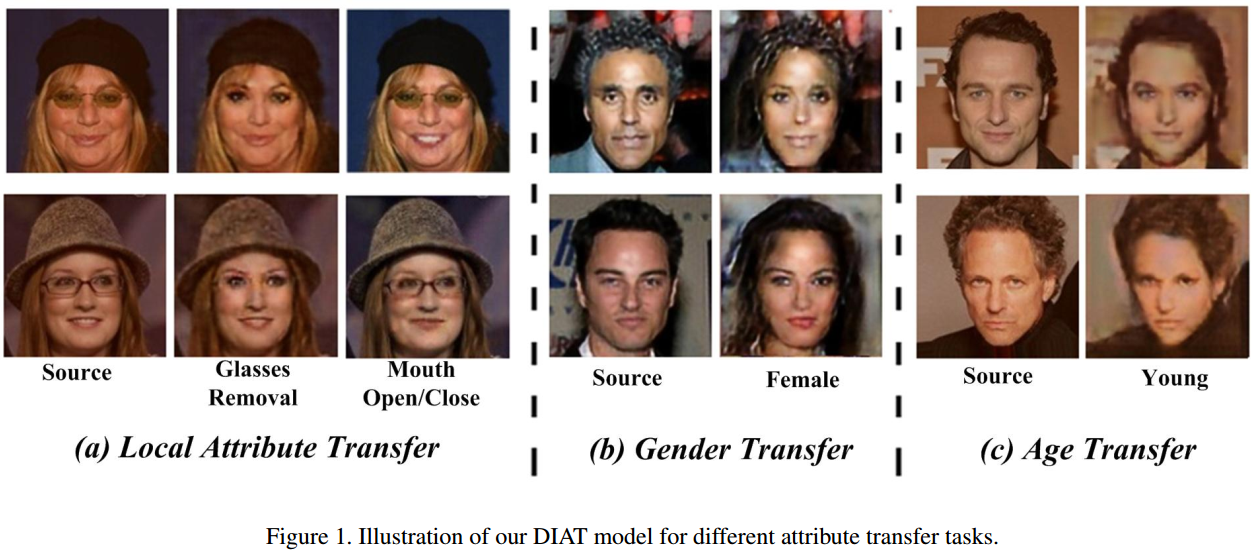 Source
Glasses
Removal
Mouth
Open/Close
(a) Local Attribute Transfer
Source
Female
(b) Gender Transfer
Source
Young
(c) Age Transfer
Figure 1. Illustration of our DIAT model for different attribute transfer tasks.